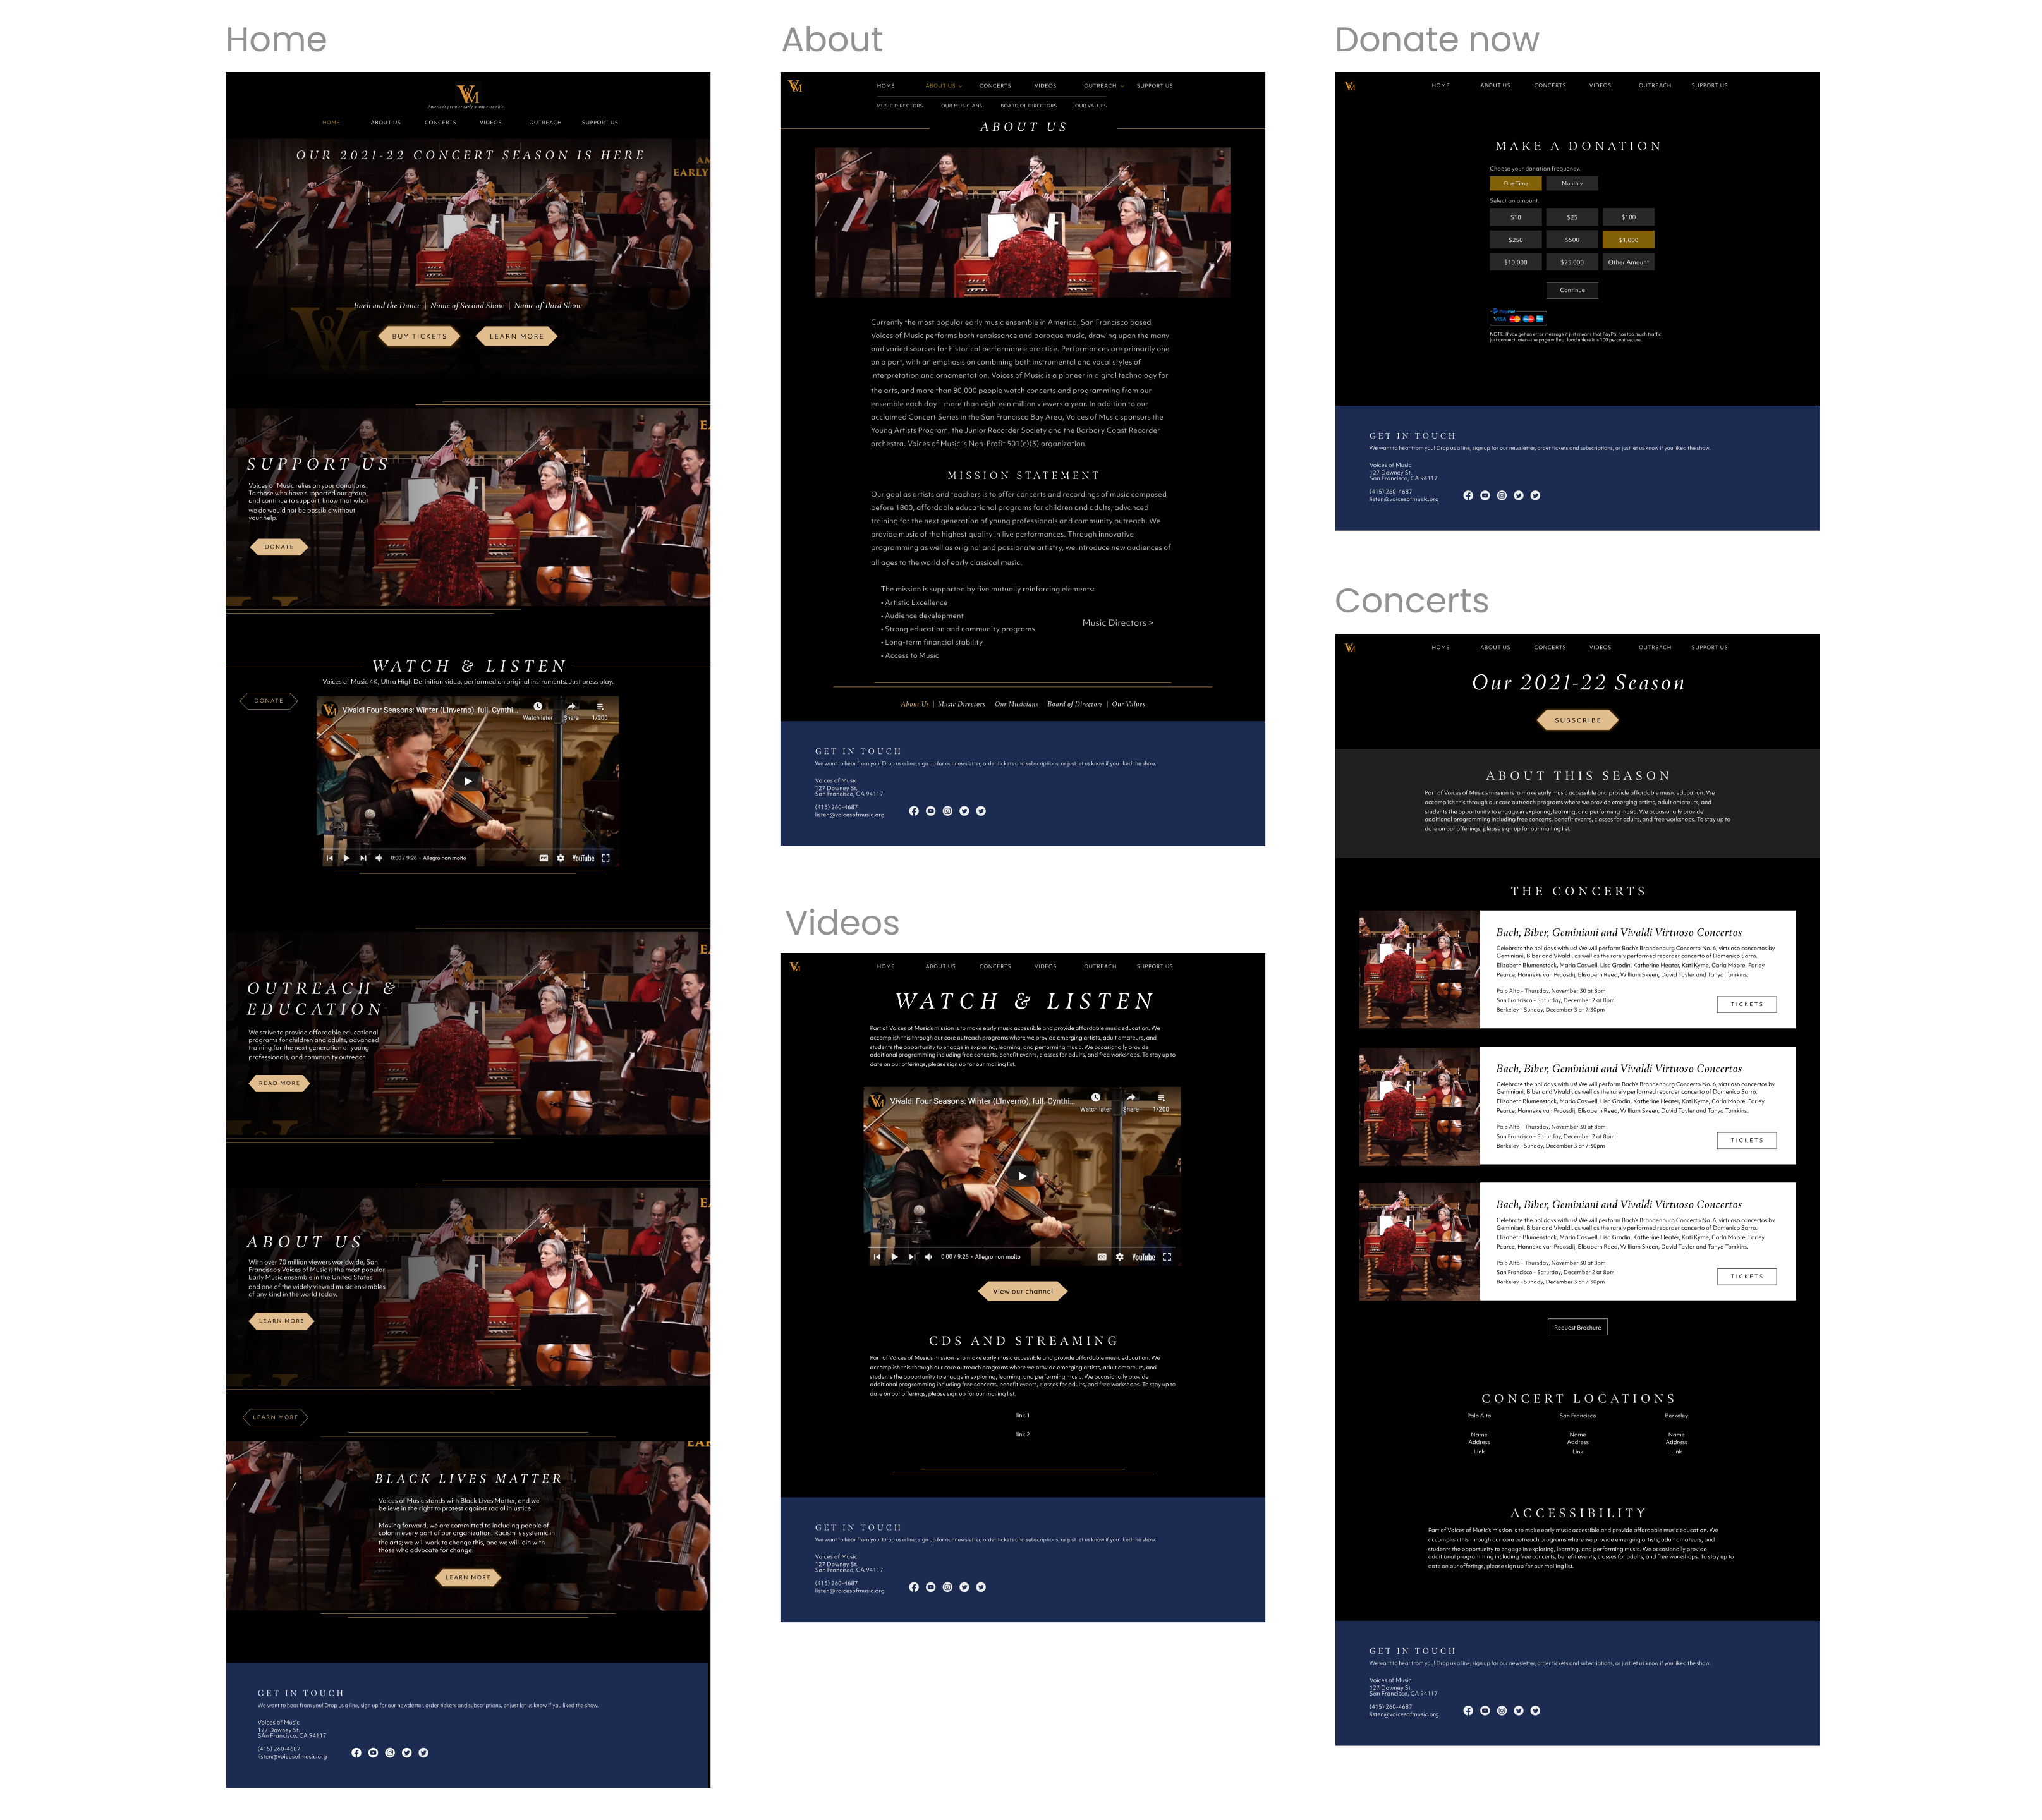 Home
VOM
America's premier early music ensemble
HOME ABOUT US CONCERTS VIDEOS OUTREACH SUPPORT US
OUR 2021-22 CONCERT SEASON IS HERE
EARLY
Bach and the Dance | Name of Second Show | Name of Third Show
BUY TICKETS LEARN MORE
SUPPORT US
Voices of Music relies on your donations.
To those who have supported our group,
and continue to support, know that what
we do would not be possible without
your help.
DONATE
WATCH & LISTEN
Voices of Music 4K, Ultra High Definition video, performed on original instruments. Just press play.
DONATE
Vivaldi Four Seasons: Winter (L'Inverno), full. Cynthi...
Watch later Share 1/200
0:00 / 9:26 • Allegro non molto CC YouTube
OUTREACH &
EDUCATION
We strive to provide affordable educational
programs for children and adults, advanced
training for the next generation of young
professionals, and community outreach.
READ MORE
ABOUT US
With over 70 million viewers worldwide, San
Francisco's Voices of Music is the most popular
Early Music ensemble in the United States
and one of the widely viewed music ensembles
of any kind in the world today.
LEARN MORE
LEARN MORE
BLACK LIVES MATTER
Voices of Music stands with Black Lives Matter, and we
believe in the right to protest against racial injustice.
Moving forward, we are committed to including people of
color in every part of our organization. Racism is systemic in
the arts; we will work to change this, and we will join with
those who advocate for change.
LEARN MORE
GET IN TOUCH
We want to hear from you! Drop us a line, sign up for our newsletter, order tickets and subscriptions, or just let us know if you liked the show.
Voices of Music
127 Downey St.
SAn Francisco, CA 94117
(415) 260-4687
listen@voicesofmusic.org
About
HOME ABOUT US CONCERTS VIDEOS OUTREACH SUPPORT US
MUSIC DIRECTORS OUR MUSICIANS BOARD OF DIRECTORS OUR VALUES
ABOUT US
Currently the most popular early music ensemble in America, San Francisco based
Voices of Music performs both renaissance and baroque music, drawing upon the many
and varied sources for historical performance practice. Performances are primarily one
on a part, with an emphasis on combining both instrumental and vocal styles of
interpretation and ornamentation. Voices of Music is a pioneer in digital technology for
the arts, and more than 80,000 people watch concerts and programming from our
ensemble each day—more than eighteen million viewers a year. In addition to our
acclaimed Concert Series in the San Francisco Bay Area, Voices of Music sponsors the
Young Artists Program, the Junior Recorder Society and the Barbary Coast Recorder
orchestra. Voices of Music is Non-Profit 501(c)(3) organization.
MISSION STATEMENT
Our goal as artists and teachers is to offer concerts and recordings of music composed
before 1800, affordable educational programs for children and adults, advanced
training for the next generation of young professionals and community outreach. We
provide music of the highest quality in live performances. Through innovative
programming as well as original and passionate artistry, we introduce new audiences of
all ages to the world of early classical music.
The mission is supported by five mutually reinforcing elements:
• Artistic Excellence
• Audience development
• Strong education and community programs
• Long-term financial stability
• Access to Music
Music Directors >
About Us | Music Directors | Our Musicians | Board of Directors | Our Values
GET IN TOUCH
We want to hear from you! Drop us a line, sign up for our newsletter, order tickets and subscriptions, or just let us know if you liked the show.
Voices of Music
127 Downey St.
San Francisco, CA 94117
(415) 260-4687
listen@voicesofmusic.org
Videos
HOME ABOUT US CONCERTS VIDEOS OUTREACH SUPPORT US
WATCH & LISTEN
Part of Voices of Music's mission is to make early music accessible and provide affordable music education. We
accomplish this through our core outreach programs where we provide emerging artists, adult amateurs, and
students the opportunity to engage in exploring, learning, and performing music. We occasionally provide
additional programming including free concerts, benefit events, classes for adults, and free workshops. To stay up to
date on our offerings, please sign up for our mailing list.
Vivaldi Four Seasons: Winter (L'Inverno), full. Cynthi...
Watch later Share 1/200
0:00 / 9:26 • Allegro non molto CC YouTube
View our channel
CDS AND STREAMING
Part of Voices of Music's mission is to make early music accessible and provide affordable music education. We
accomplish this through our core outreach programs where we provide emerging artists, adult amateurs, and
students the opportunity to engage in exploring, learning, and performing music. We occasionally provide
additional programming including free concerts, benefit events, classes for adults, and free workshops. To stay up to
date on our offerings, please sign up for our mailing list.
link 1
link 2
GET IN TOUCH
We want to hear from you! Drop us a line, sign up for our newsletter, order tickets and subscriptions, or just let us know if you liked the show.
Voices of Music
127 Downey St.
San Francisco, CA 94117
(415) 260-4687
listen@voicesofmusic.org
Donate now
HOME ABOUT US CONCERTS VIDEOS OUTREACH SUPPORT US
MAKE A DONATION
Choose your donation frequency.
One Time Monthly
Select an amount.
$10 $25 $100
$250 $500 $1,000
$10,000 $25,000 Other Amount
Continue
PayPal
VISA
NOTE: If you get an error message it just means that PayPal has too much traffic,
just connect later--the page will not load unless it is 100 percent secure.
GET IN TOUCH
We want to hear from you! Drop us a line, sign up for our newsletter, order tickets and subscriptions, or just let us know if you liked the show.
Voices of Music
127 Downey St.
San Francisco, CA 94117
(415) 260-4687
listen@voicesofmusic.org
Concerts
HOME ABOUT US CONCERTS VIDEOS OUTREACH SUPPORT US
Our 2021-22 Season
SUBSCRIBE
ABOUT THIS SEASON
Part of Voices of Music's mission is to make early music accessible and provide affordable music education. We
accomplish this through our core outreach programs where we provide emerging artists, adult amateurs, and
students the opportunity to engage in exploring, learning, and performing music. We occasionally provide
additional programming including free concerts, benefit events, classes for adults, and free workshops. To stay up to
date on our offerings, please sign up for our mailing list.
THE CONCERTS
Bach, Biber, Geminiani and Vivaldi Virtuoso Concertos
Celebrate the holidays with us! We will perform Bach's Brandenburg Concerto No. 6, virtuoso concertos by
Geminiani, Biber and Vivaldi, as well as the rarely performed recorder concerto of Domenico Sarro.
Elizabeth Blumenstock, Maria Caswell, Lisa Grodin, Katherine Heater, Kati Kyme, Carla Moore, Farley
Pearce, Hanneke van Proosdij, Elisabeth Reed, William Skeen, David Tayler and Tanya Tomkins.
Palo Alto - Thursday, November 30 at 8pm
San Francisco - Saturday, December 2 at 8pm
Berkeley - Sunday, December 3 at 7:30pm
TICKETS
Bach, Biber, Geminiani and Vivaldi Virtuoso Concertos
Celebrate the holidays with us! We will perform Bach's Brandenburg Concerto No. 6, virtuoso concertos by
Geminiani, Biber and Vivaldi, as well as the rarely performed recorder concerto of Domenico Sarro.
Elizabeth Blumenstock, Maria Caswell, Lisa Grodin, Katherine Heater, Kati Kyme, Carla Moore, Farley
Pearce, Hanneke van Proosdij, Elisabeth Reed, William Skeen, David Tayler and Tanya Tomkins.
Palo Alto - Thursday, November 30 at 8pm
San Francisco - Saturday, December 2 at 8pm
Berkeley - Sunday, December 3 at 7:30pm
TICKETS
Bach, Biber, Geminiani and Vivaldi Virtuoso Concertos
Celebrate the holidays with us! We will perform Bach's Brandenburg Concerto No. 6, virtuoso concertos by
Geminiani, Biber and Vivaldi, as well as the rarely performed recorder concerto of Domenico Sarro.
Elizabeth Blumenstock, Maria Caswell, Lisa Grodin, Katherine Heater, Kati Kyme, Carla Moore, Farley
Pearce, Hanneke van Proosdij, Elisabeth Reed, William Skeen, David Tayler and Tanya Tomkins.
Palo Alto - Thursday, November 30 at 8pm
San Francisco - Saturday, December 2 at 8pm
Berkeley - Sunday, December 3 at 7:30pm
TICKETS
Request Brochure
CONCERT LOCATIONS
Palo Alto San Francisco Berkeley
Name Name Name
Address Address Address
Link Link Link
ACCESSIBILITY
Part of Voices of Music's mission is to make early music accessible and provide affordable music education. We
accomplish this through our core outreach programs where we provide emerging artists, adult amateurs, and
students the opportunity to engage in exploring, learning, and performing music. We occasionally provide
additional programming including free concerts, benefit events, classes for adults, and free workshops. To stay up to
date on our offerings, please sign up for our mailing list.
GET IN TOUCH
We want to hear from you! Drop us a line, sign up for our newsletter, order tickets and subscriptions, or just let us know if you liked the show.
Voices of Music
127 Downey St.
San Francisco, CA 94117
(415) 260-4687
listen@voicesofmusic.org